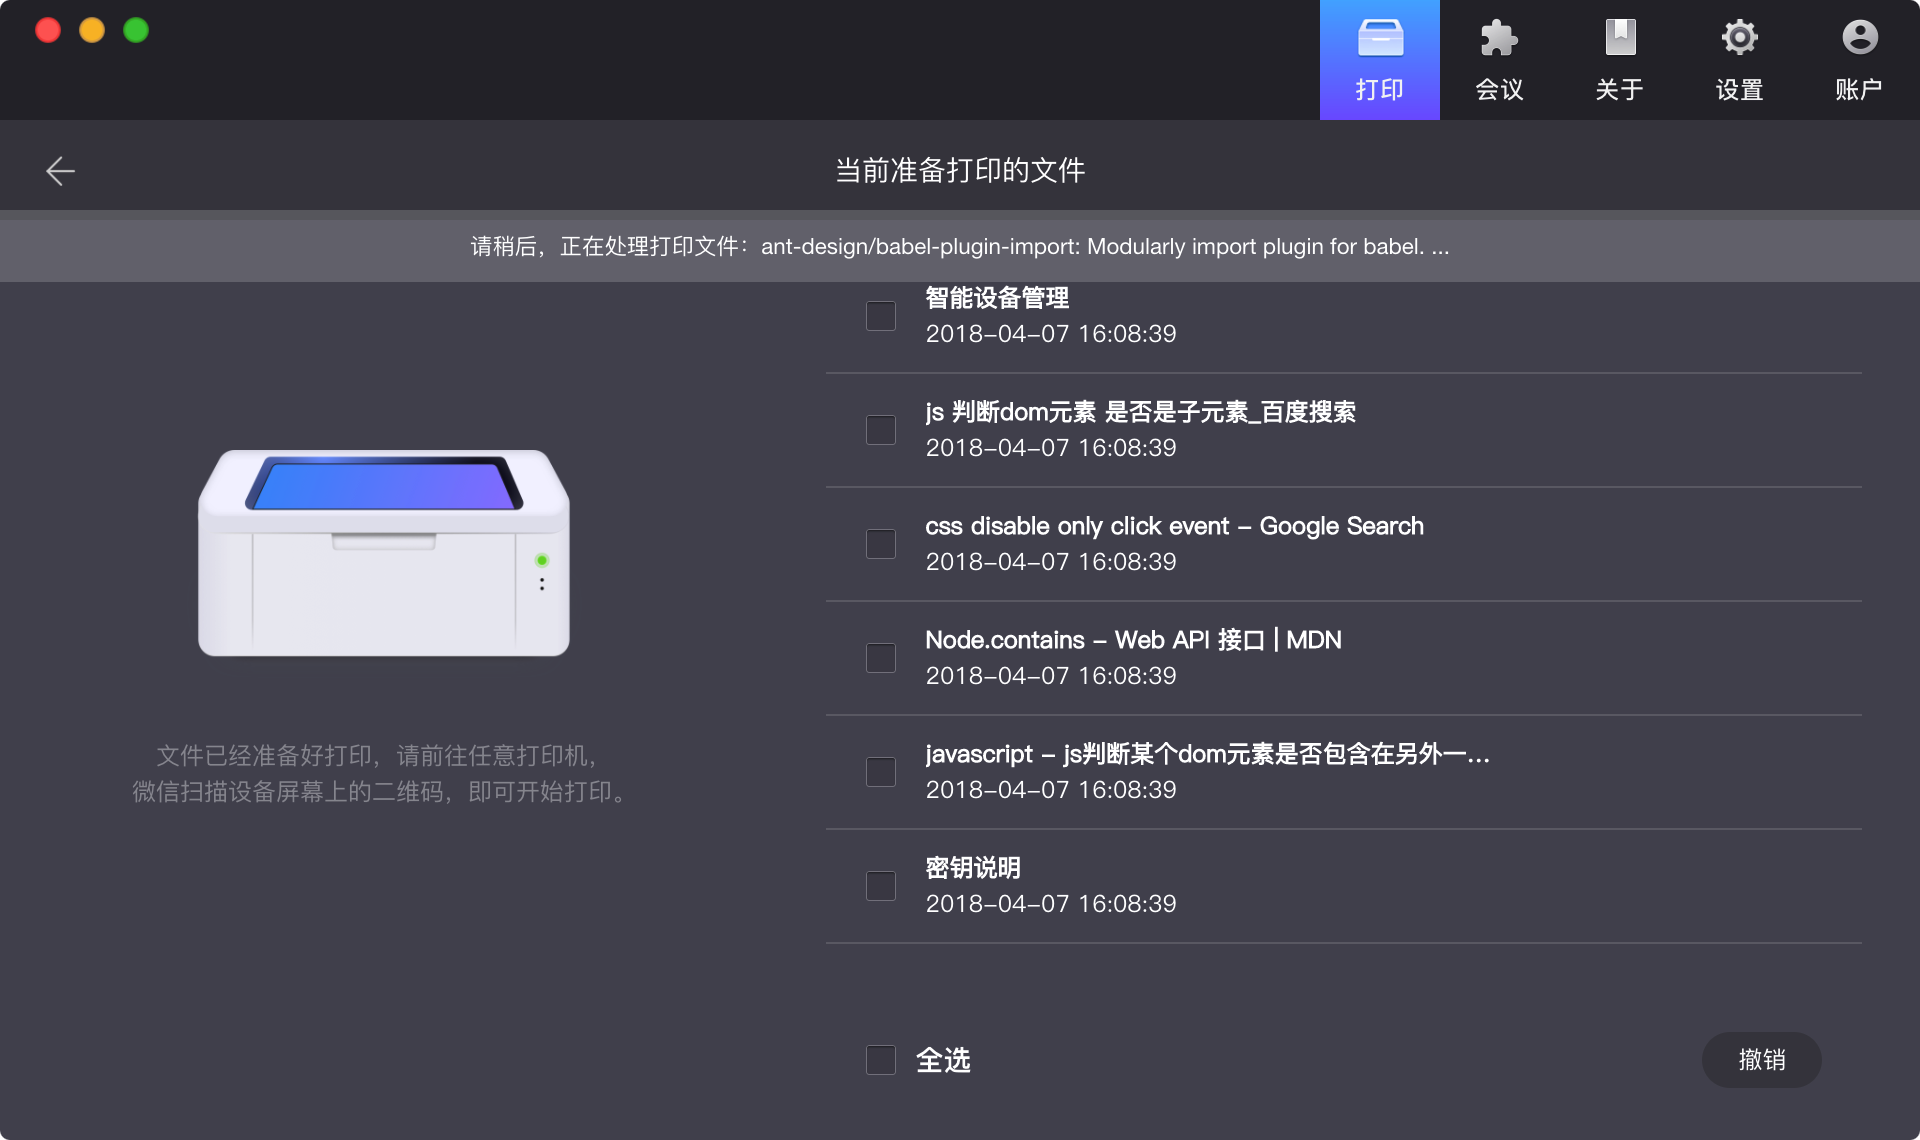 打印
会议
关于
设置
账户
当前准备打印的文件
请稍后，正在处理打印文件：ant-design/babel-plugin-import: Modularly import plugin for babel. ...
智能设备管理
2018-04-07 16:08:39
js 判断dom元素 是否是子元素_百度搜索
2018-04-07 16:08:39
css disable only click event - Google Search
2018-04-07 16:08:39
Node.contains - Web API 接口 | MDN
2018-04-07 16:08:39
javascript - js判断某个dom元素是否包含在另外一...
2018-04-07 16:08:39
密钥说明
2018-04-07 16:08:39
文件已经准备好打印，请前往任意打印机，
微信扫描设备屏幕上的二维码，即可开始打印。
全选
撤销